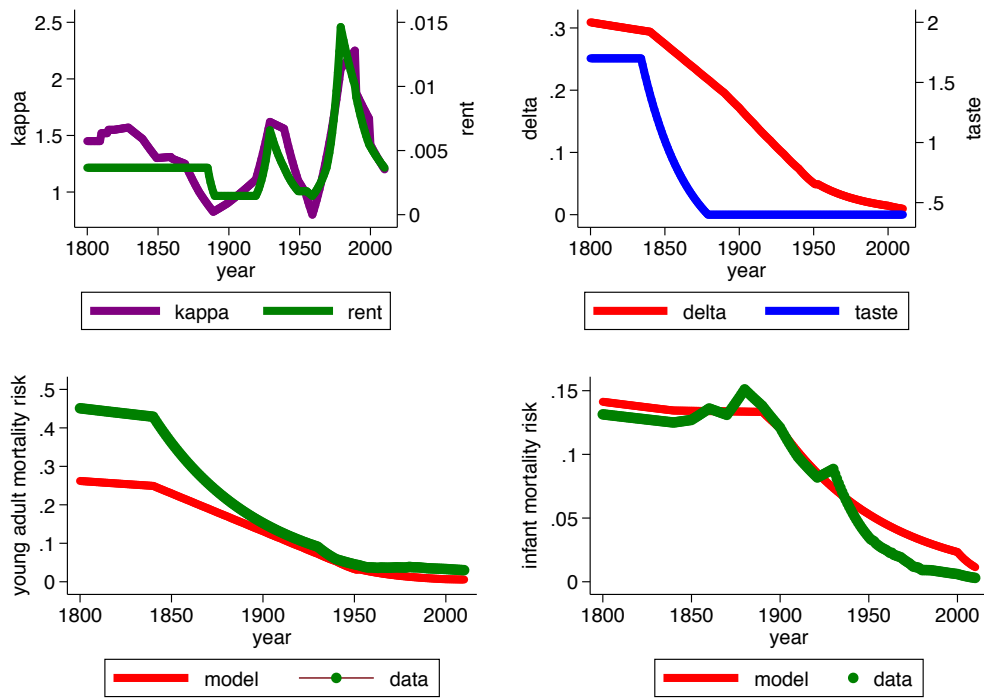 2.5
2
1.5
1
kappa
.015
.01
.005
0
rent
1800 1850 1900 1950 2000
year
kappa rent
.3
.2
.1
0
delta
2
1.5
1
.5
taste
1800 1850 1900 1950 2000
year
delta taste
.5
.4
.3
.2
.1
0
young adult mortality risk
1800 1850 1900 1950 2000
year
model data
.15
.1
.05
0
infant mortality risk
1800 1850 1900 1950 2000
year
model data